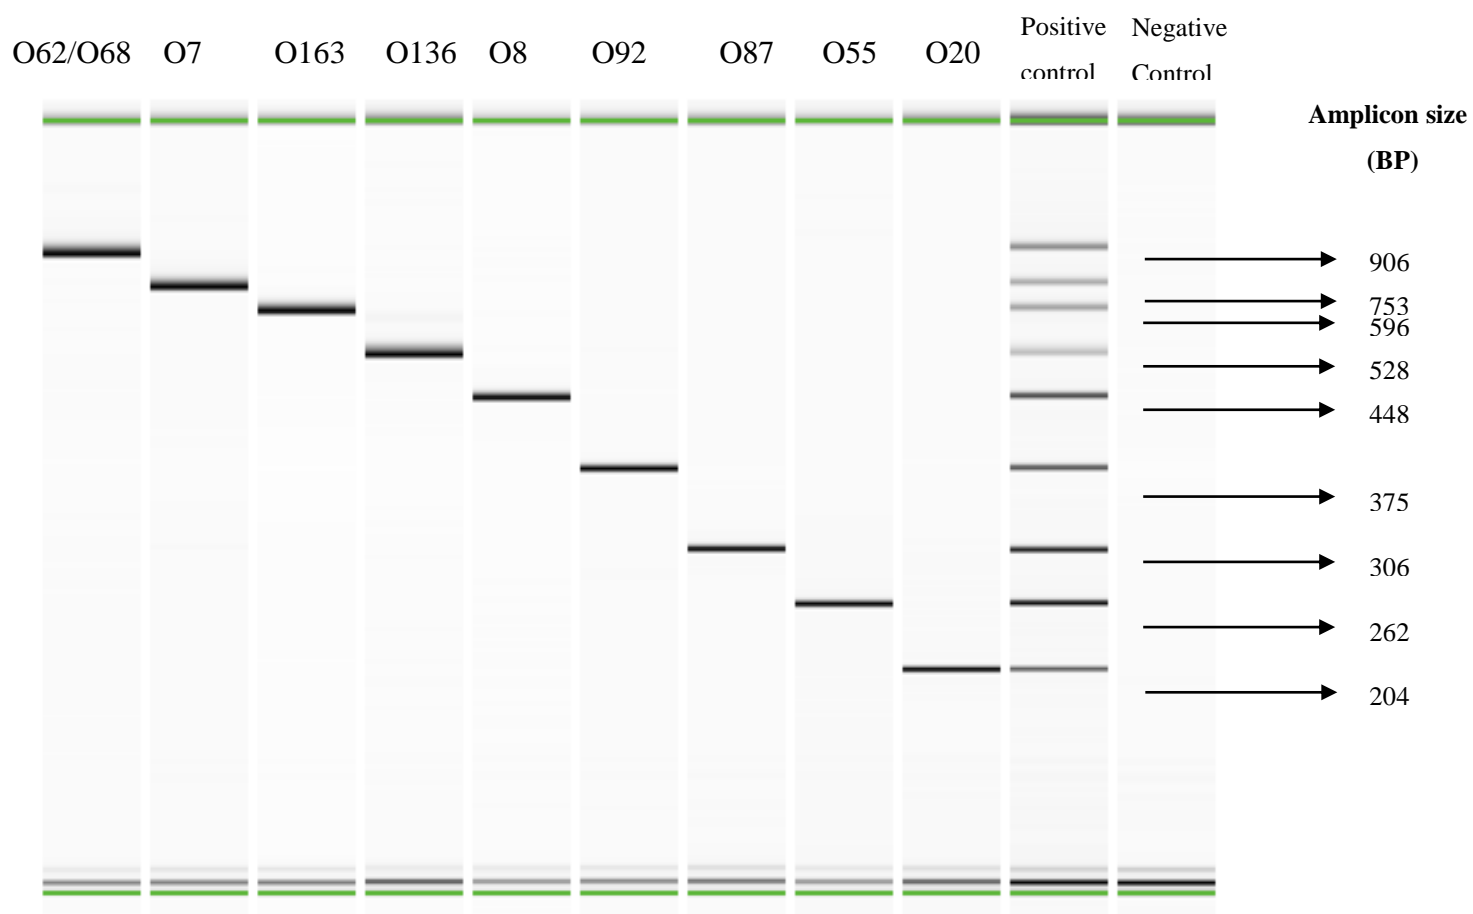 O62/O68 O7 O163 O136 O8 O92 O87 O55 O20
Positive
control
Negative
Control
Amplicon size
(BP)
906
753
596
528
448
375
306
262
204